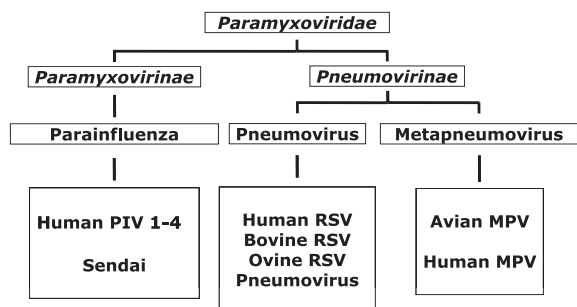 Paramyxoviridae
Paramyxovirinae
Pneumovirinae
Parainfluenza
Pneumovirus
Metapneumovirus
Human PIV 1-4
Sendai
Human RSV
Bovine RSV
Ovine RSV
Pneumovirus
Avian MPV
Human MPV